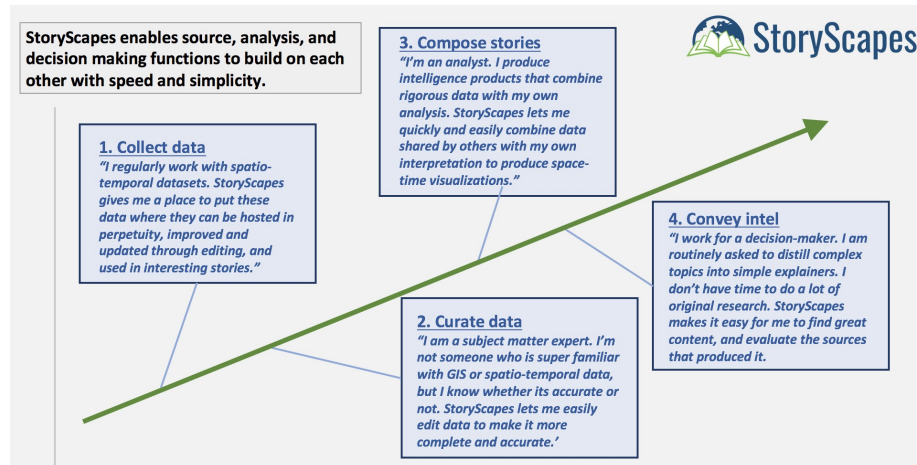 StoryScapes enables source, analysis, and
decision making functions to build on each
other with speed and simplicity.
StoryScapes
1. Collect data
“I regularly work with spatio-
temporal datasets. StoryScapes
gives me a place to put these
data where they can be hosted in
perpetuity, improved and
updated through editing, and
used in interesting stories.”
2. Curate data
“I am a subject matter expert. I’m
not someone who is super familiar
with GIS or spatio-temporal data,
but I know whether its accurate or
not. StoryScapes lets me easily
edit data to make it more
complete and accurate.’
3. Compose stories
“I’m an analyst. I produce
intelligence products that combine
rigorous data with my own
analysis. StoryScapes lets me
quickly and easily combine data
shared by others with my own
interpretation to produce space-
time visualizations.”
4. Convey intel
“I work for a decision-maker. I am
routinely asked to distill complex
topics into simple explainers. I
don’t have time to do a lot of
original research. StoryScapes
makes it easy for me to find great
content, and evaluate the sources
that produced it.